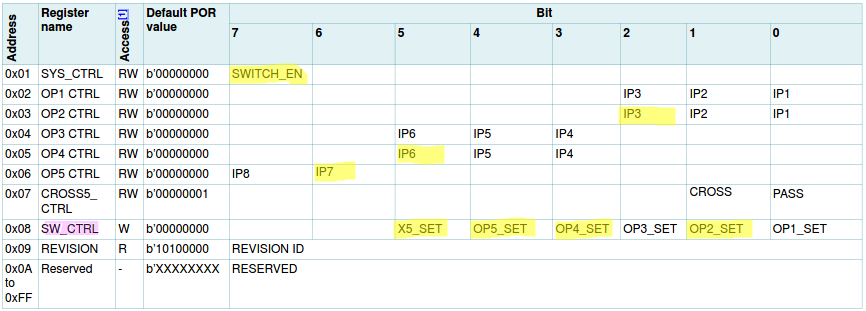 Address Register name Access[1] Default POR value Bit
7 6 5 4 3 2 1 0
0x01 SYS_CTRL RW b'00000000 SWITCH_EN
0x02 OP1 CTRL RW b'00000000 IP3 IP2 IP1
0x03 OP2 CTRL RW b'00000000 IP3 IP2 IP1
0x04 OP3 CTRL RW b'00000000 IP6 IP5 IP4
0x05 OP4 CTRL RW b'00000000 IP6 IP5 IP4
0x06 OP5 CTRL RW b'00000000 IP8 IP7
0x07 CROSS5_ RW b'00000001 CROSS PASS
CTRL
0x08 SW_CTRL W b'00000000 X5_SET OP5_SET OP4_SET OP3_SET OP2_SET OP1_SET
0x09 REVISION R b'10100000 REVISION ID
0x0A Reserved - b'XXXXXXXX RESERVED
to
0xFF